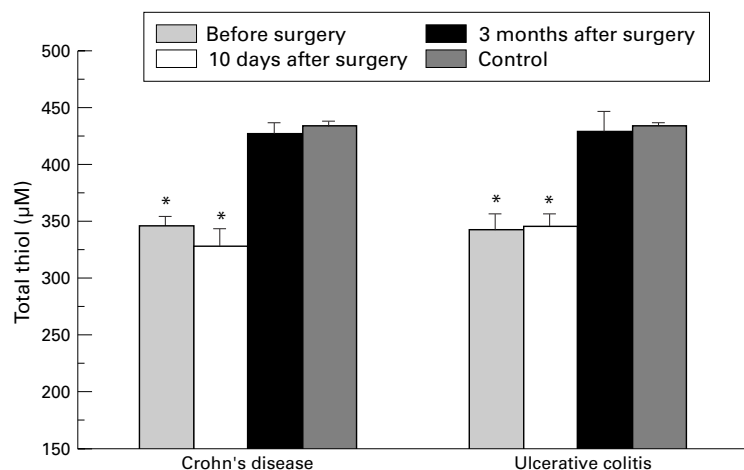 Before surgery
10 days after surgery
3 months after surgery
Control
Total thiol (µM)
500
450
400
350
300
250
200
150
*
*
*
*
Crohn's disease
Ulcerative colitis